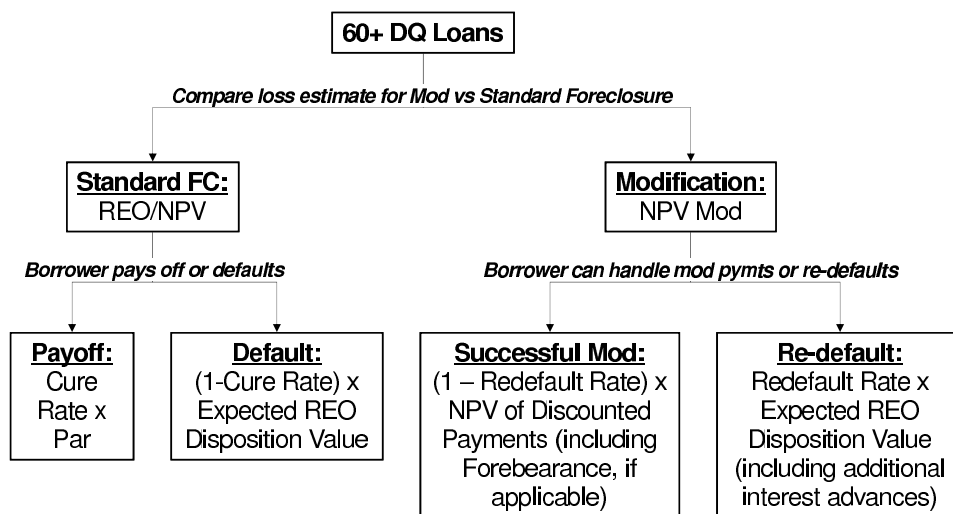 60+ DQ Loans
Compare loss estimate for Mod vs Standard Foreclosure
Standard FC:
REO/NPV
Modification:
NPV Mod
Borrower pays off or defaults
Borrower can handle mod pymts or re-defaults
Payoff:
Cure
Rate x
Par
Default:
(1-Cure Rate) x
Expected REO
Disposition Value
Successful Mod:
(1 – Redefault Rate) x
NPV of Discounted
Payments (including
Forebearance, if
applicable)
Re-default:
Redefault Rate x
Expected REO
Disposition Value
(including additional
interest advances)